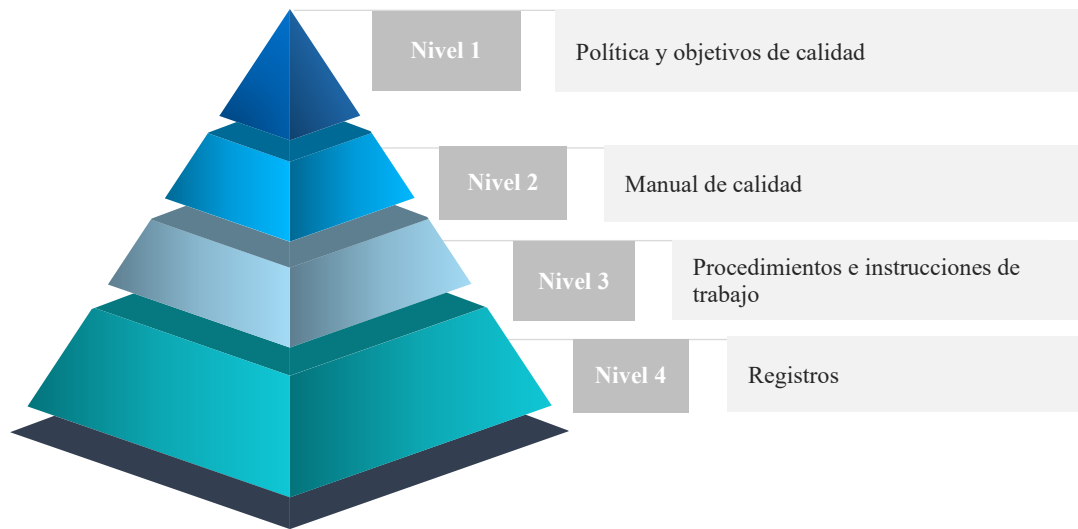 Nivel 1
Política y objetivos de calidad
Nivel 2
Manual de calidad
Nivel 3
Procedimientos e instrucciones de
trabajo
Nivel 4
Registros